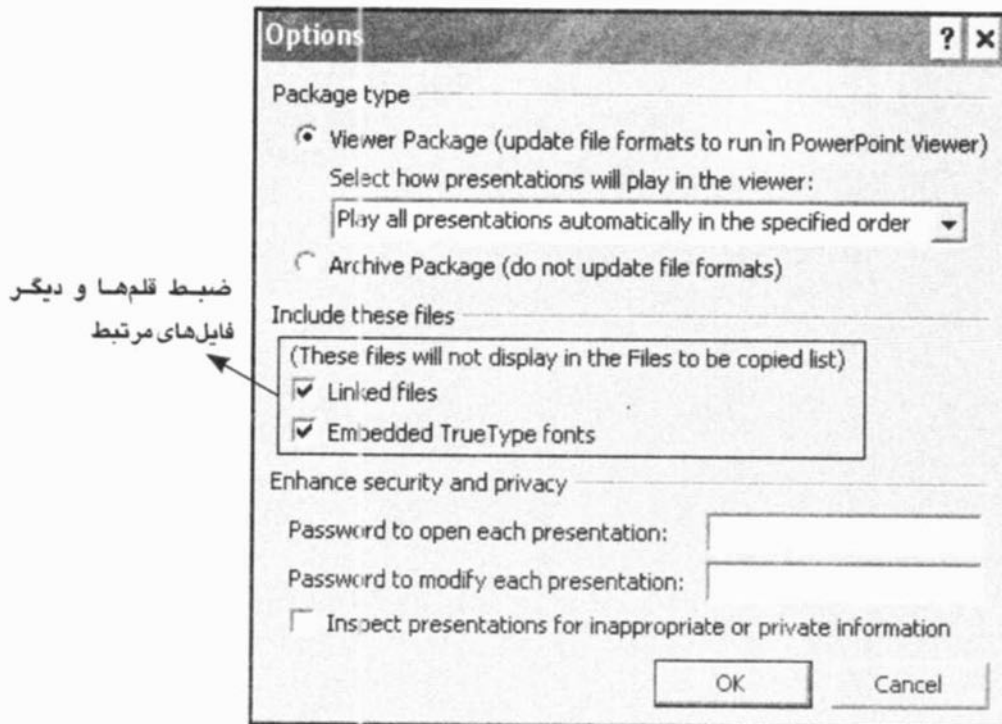 Options
Package type
Viewer Package (update file formats to run in PowerPoint Viewer)
Select how presentations will play in the viewer:
Play all presentations automatically in the specified order
Archive Package (do not update file formats)
ضبط قلم‌ها و دیگر
فایل‌های مرتبط
Include these files
(These files will not display in the Files to be copied list)
Linked files
Embedded TrueType fonts
Enhance security and privacy
Password to open each presentation:
Password to modify each presentation:
Inspect presentations for inappropriate or private information
OK
Cancel